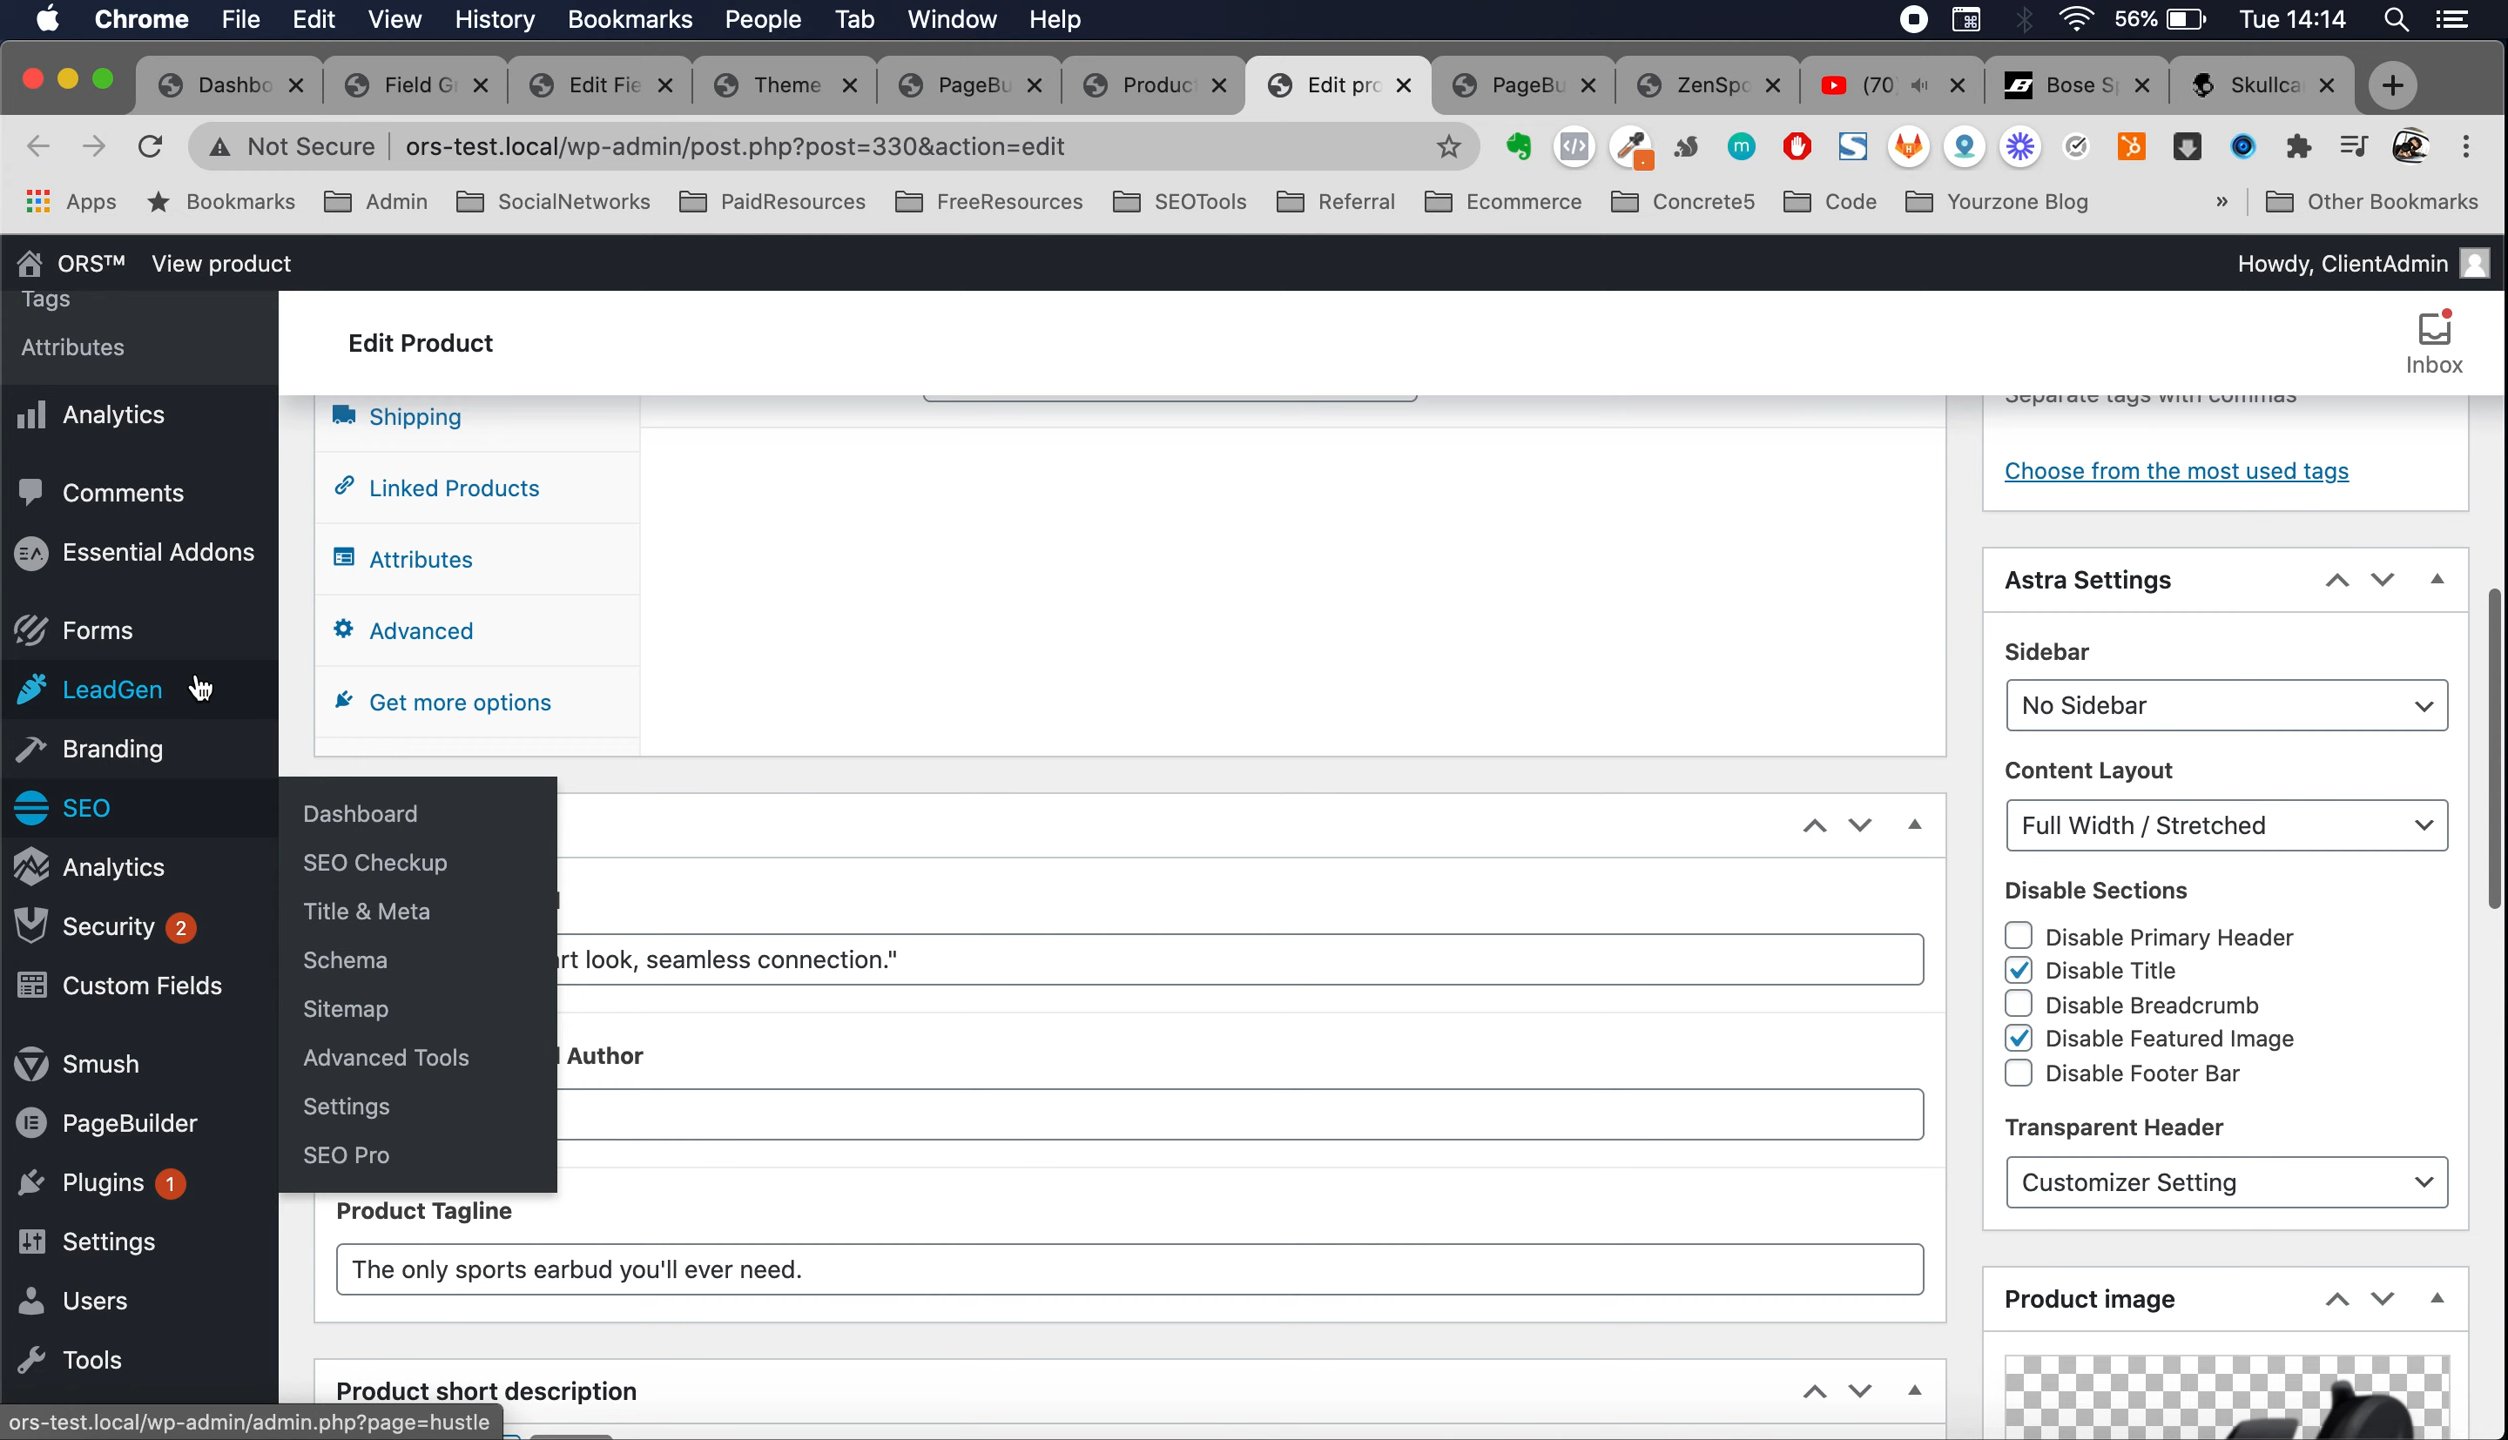 Chrome File Edit View History Bookmarks People Tab Window Help 56% Tue 14:14
Dashbo Field G Edit Fie Theme PageBu Produc Edit pro PageBu ZenSpo (70 Bose S Skullca
Not Secure ors-test.local/wp-admin/post.php?post=330&action=edit
Apps Bookmarks Admin SocialNetworks PaidResources FreeResources SEOTools Referral Ecommerce Concrete5 Code Yourzone Blog » Other Bookmarks
ORS™ View product Howdy, ClientAdmin
Tags
Attributes
Analytics
Comments
Essential Addons
Forms
LeadGen
Branding
SEO
Analytics
Security 2
Custom Fields
Smush
PageBuilder
Plugins 1
Settings
Users
Tools
Dashboard
SEO Checkup
Title & Meta
Schema
Sitemap
Advanced Tools
Settings
SEO Pro
Edit Product
Inbox
Shipping
Linked Products
Attributes
Advanced
Get more options
rt look, seamless connection."
Author
Product Tagline
The only sports earbud you'll ever need.
Product short description
Separate tags with commas
Choose from the most used tags
Astra Settings
Sidebar
No Sidebar
Content Layout
Full Width / Stretched
Disable Sections
Disable Primary Header
Disable Title
Disable Breadcrumb
Disable Featured Image
Disable Footer Bar
Transparent Header
Customizer Setting
Product image
ors-test.local/wp-admin/admin.php?page=hustle